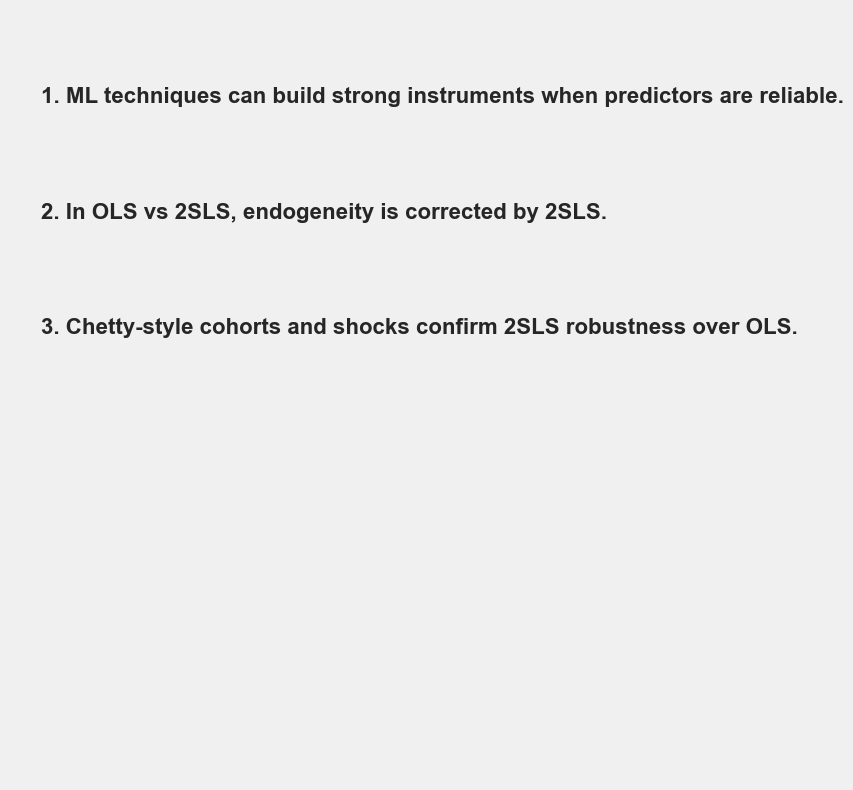 1. ML techniques can build strong instruments when predictors are reliable.
2. In OLS vs 2SLS, endogeneity is corrected by 2SLS.
3. Chetty-style cohorts and shocks confirm 2SLS robustness over OLS.